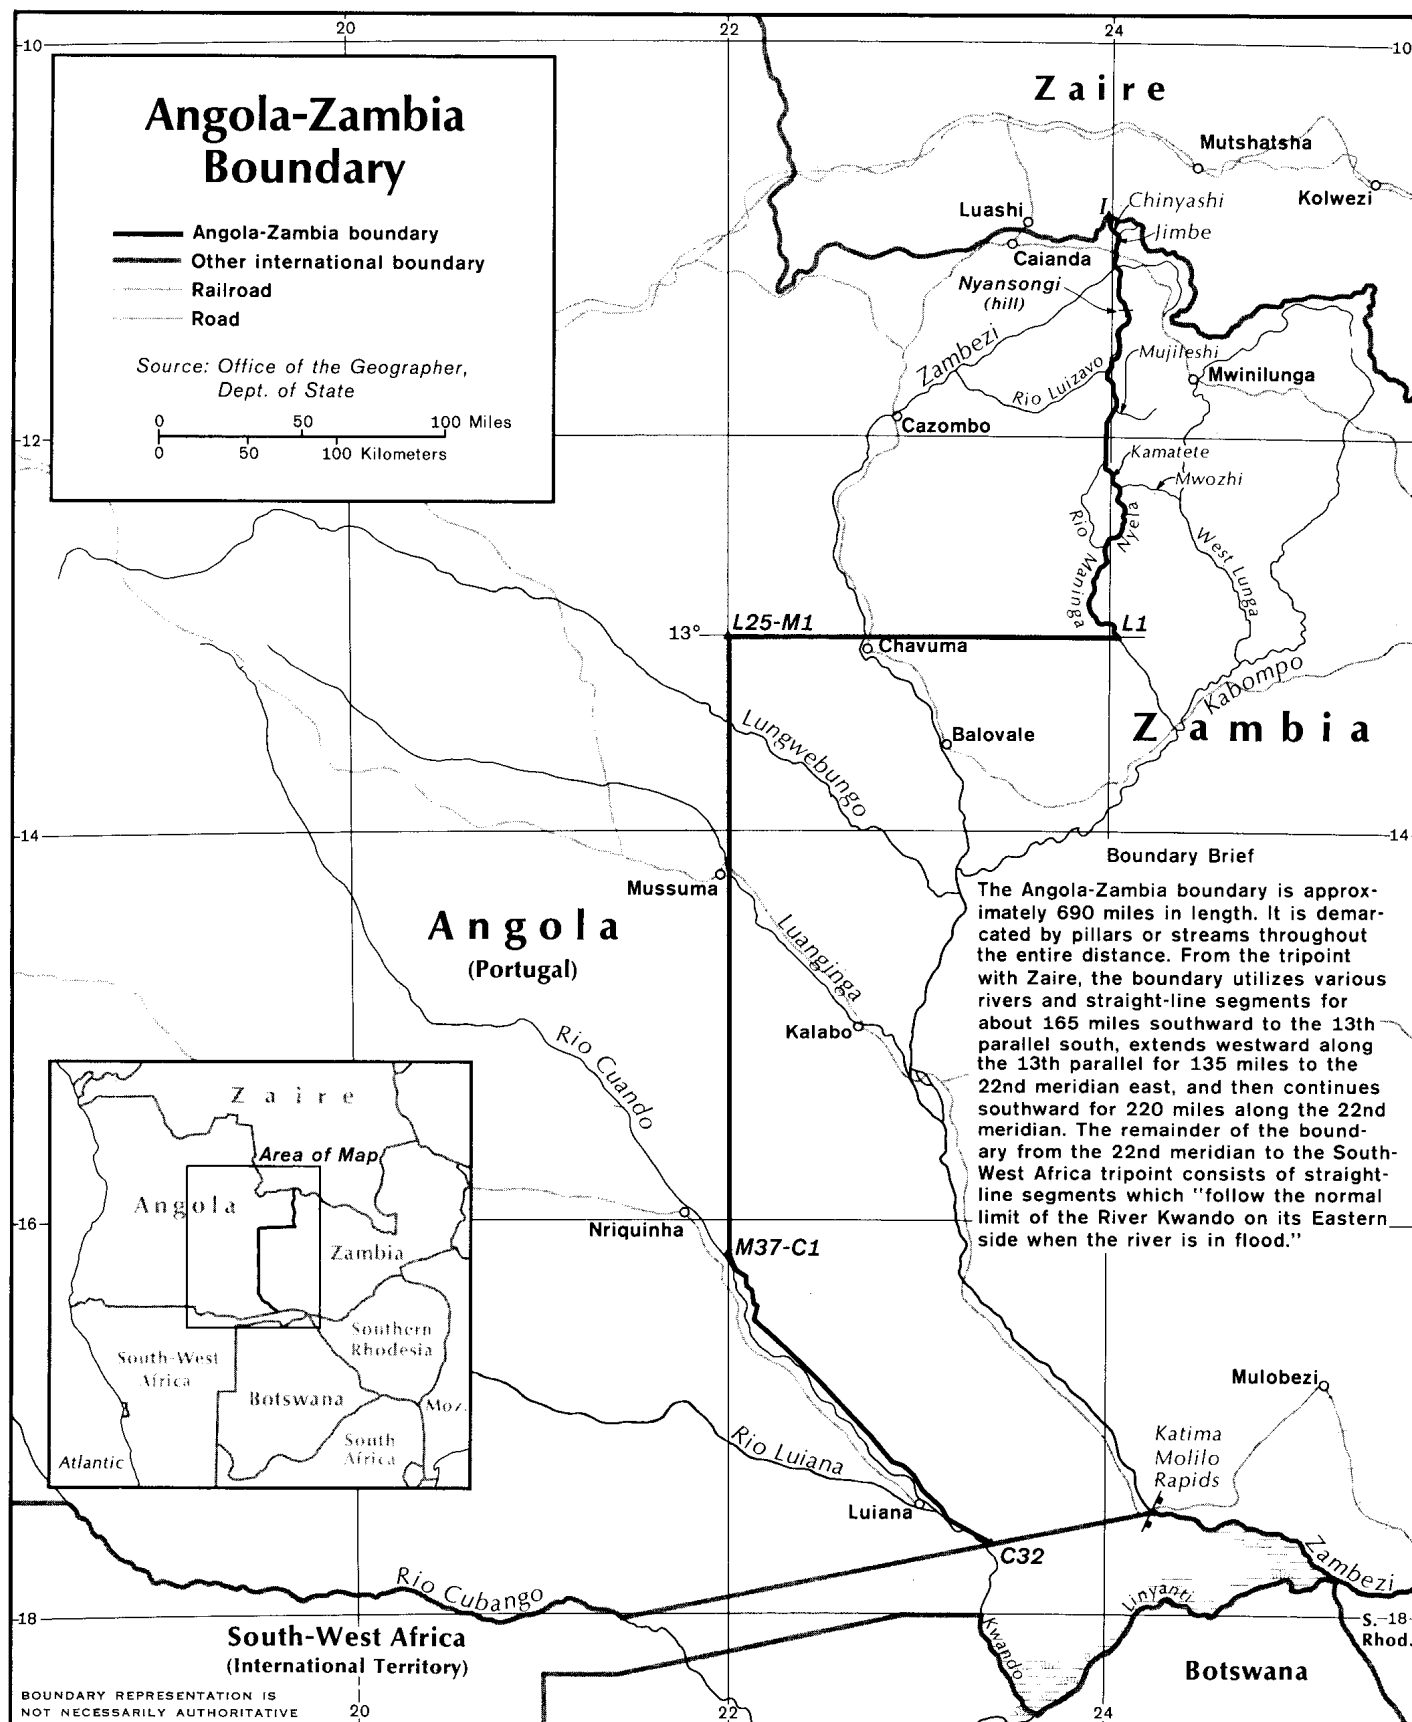 20
22
24
10
10
Angola-Zambia
Boundary
Angola-Zambia boundary
Other international boundary
Railroad
Road
Source: Office of the Geographer,
Dept. of State
0 50 100 Miles
0 50 100 Kilometers
Zaire
Mutshatsha
Kolwezi
Luashi
I
Chinyashi
Jimbe
Caianda
Nyansongi
(hill)
Zambezi
Mujileshi
Rio Luizavo
Mwinilunga
Cazombo
12
Kamatete
Mwozhi
Rio Maninga
Nyela
West Lunga
L25-M1
L1
13°
Chavuma
Kabompo
Zambia
Lungwebungo
Balovale
14
14
Mussuma
Angola
(Portugal)
Luanginga
Kalabo
Rio Cuando
Boundary Brief
The Angola-Zambia boundary is approx-
imately 690 miles in length. It is demar-
cated by pillars or streams throughout
the entire distance. From the tripoint
with Zaire, the boundary utilizes various
rivers and straight-line segments for
about 165 miles southward to the 13th
parallel south, extends westward along
the 13th parallel for 135 miles to the
22nd meridian east, and then continues
southward for 220 miles along the 22nd
meridian. The remainder of the bound-
ary from the 22nd meridian to the South-
West Africa tripoint consists of straight-
line segments which "follow the normal
limit of the River Kwando on its Eastern
side when the river is in flood."
Zaire
Area of Map
Angola
Zambia
Southern
Rhodesia
South-West
Africa
Botswana
Moz.
South
Africa
Atlantic
16
Nriquinha
M37-C1
Mulobezi
Katima
Molilo
Rapids
Rio Luiana
Luiana
C32
Zambezi
Rio Cubango
Linyanti
Kwando
18
S.
18
Rhod.
South-West Africa
(International Territory)
Botswana
BOUNDARY REPRESENTATION IS
NOT NECESSARILY AUTHORITATIVE
20
22
24